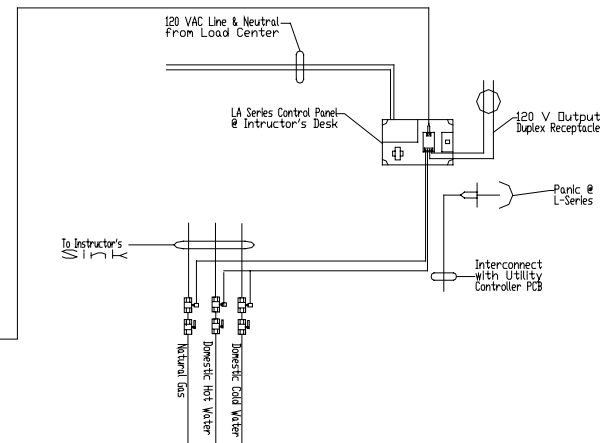 120 VAC Line & Neutral
from Load Center
LA Series Control Panel
@ Intructor's Desk
120 V Output
Duplex Receptacle
Panic @
L-Series
To Instructor's
Sink
Interconnect
with Utility
Controller PCB
Natural Gas
Domestic Hot Water
Domestic Cold Water